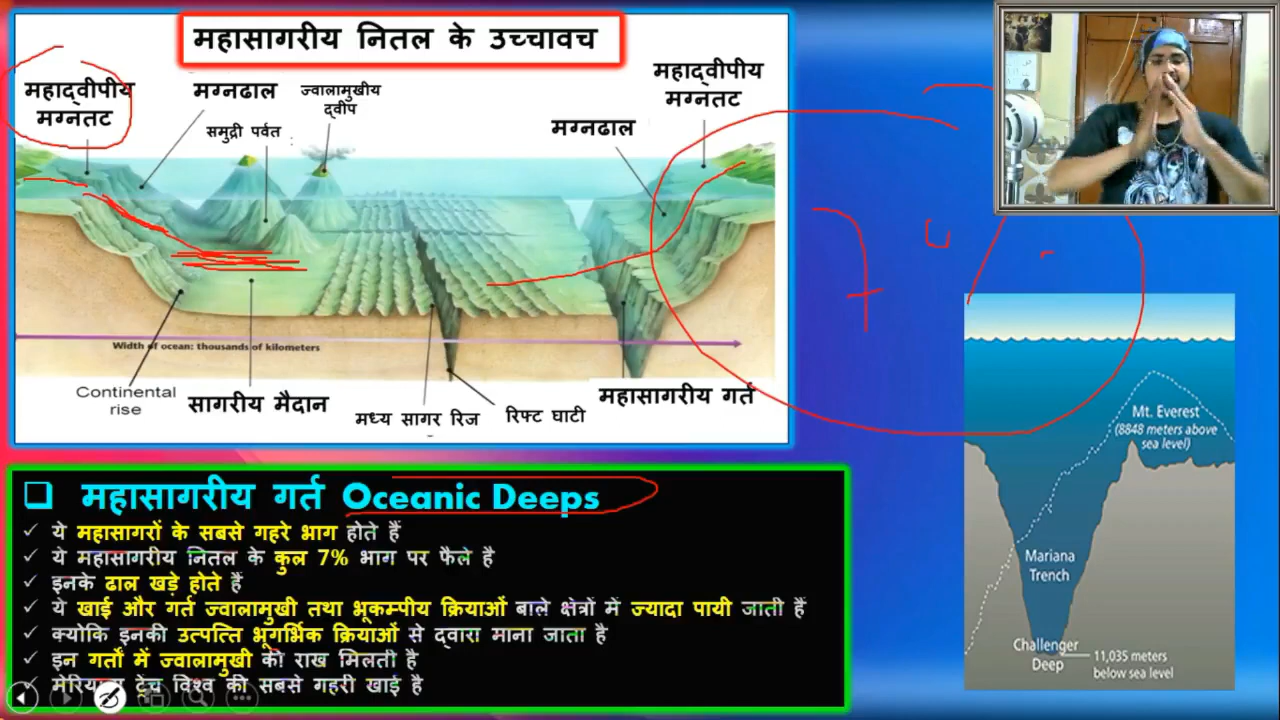 महासागरीय नितल के उच्चावच
महाद्वीपीय
मग्नतट
मग्नढाल
ज्वालामुखीय
द्वीप
समुद्री पर्वत
मग्नढाल
महाद्वीपीय
मग्नतट
Width of ocean: thousands of kilometers
Continental
rise
सागरीय मैदान
मध्य सागर रिज
रिफ्ट घाटी
महासागरीय गर्त
Mt. Everest
(8848 meters above
sea level)
Mariana
Trench
Challenger
Deep
11,035 meters
below sea level
महासागरीय गर्त Oceanic Deeps
ये महासागरों के सबसे गहरे भाग होते हैं
ये महासागरीय नितल के कुल 7% भाग पर फैले है
इनके ढाल खड़े होते हैं
ये खाई और गर्त ज्वालामुखी तथा भूकम्पीय क्रियाओं बाले क्षेत्रों में ज्यादा पायी जाती हैं
क्योकि इनकी उत्पत्ति भूगर्भिक क्रियाओं से द्वारा माना जाता है
इन गर्तों में ज्वालामुखी की राख मिलती है
ट्रेंच विश्व की सबसे गहरी खाई है